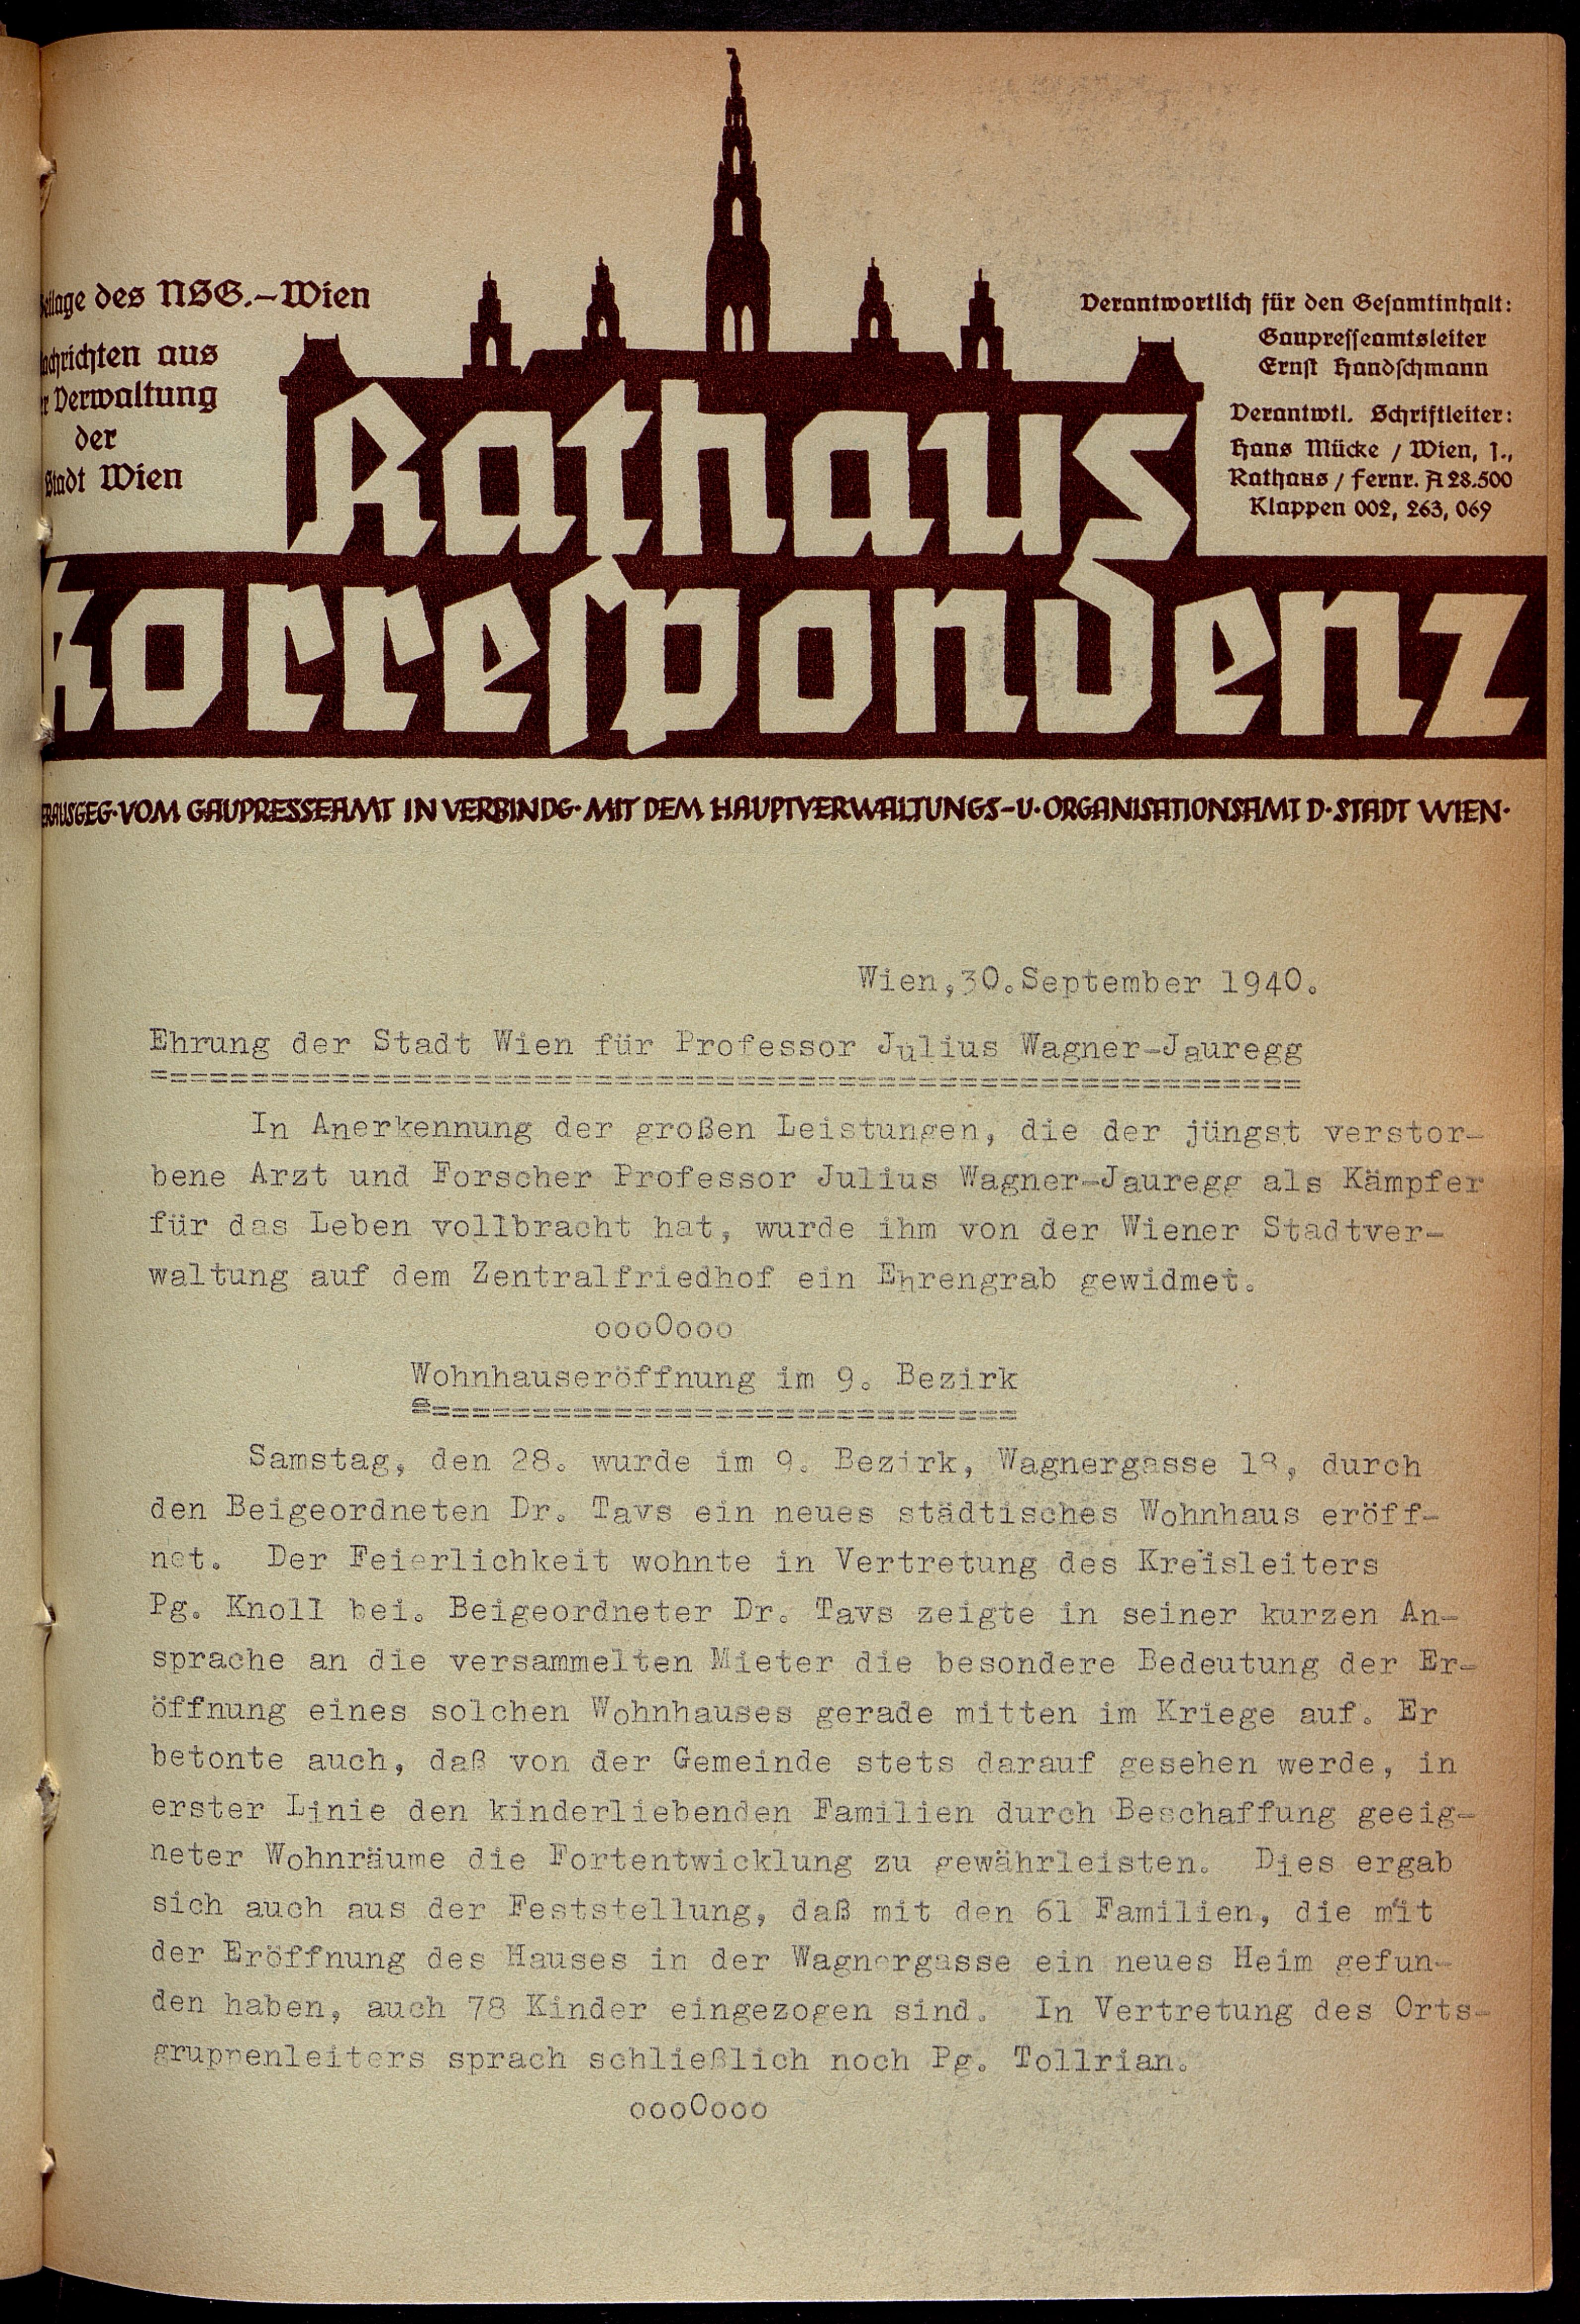 Beilage des NSG.-Wien
Nachrichten aus
der Verwaltung
der
Stadt Wien
Verantwortlich für den Gesamtinhalt:
Gaupresseamtsleiter
Ernst Handschmann
Verantwtl. Schriftleiter:
Hans Mücke / Wien, 1.,
Rathaus / Fernr. A 28.500
Klappen 002, 263, 069
Rathaus
Korrespondenz
HERAUSGEG·VOM GAUPRESSEAMT IN VERBINDG·MIT DEM HAUPTVERWALTUNGS-U·ORGANISATIONSAMT D·STADT WIEN·
Wien,30.September 1940.
Ehrung der Stadt Wien für Professor Julius Wagner-Jauregg
In Anerkennung der großen Leistungen, die der jüngst verstor-
bene Arzt und Forscher Professor Julius Wagner-Jauregg als Kämpfer
für das Leben vollbracht hat, wurde ihm von der Wiener Stadtver-
waltung auf dem Zentralfriedhof ein Ehrengrab gewidmet.
oooOooo
Wohnhauseröffnung im 9. Bezirk
Samstag, den 28. wurde im 9. Bezirk, Wagnergasse 18, durch
den Beigeordneten Dr. Tavs ein neues städtisches Wohnhaus eröff-
net. Der Feierlichkeit wohnte in Vertretung des Kreisleiters
Pg. Knoll bei. Beigeordneter Dr. Tavs zeigte in seiner kurzen An-
sprache an die versammelten Mieter die besondere Bedeutung der Er-
öffnung eines solchen Wohnhauses gerade mitten im Kriege auf. Er
betonte auch, daß von der Gemeinde stets darauf gesehen werde, in
erster Linie den kinderliebenden Familien durch Beschaffung geeig-
neter Wohnräume die Fortentwicklung zu gewährleisten. Dies ergab
sich auch aus der Feststellung, daß mit den 61 Familien, die mit
der Eröffnung des Hauses in der Wagnergasse ein neues Heim gefun-
den haben, auch 78 Kinder eingezogen sind. In Vertretung des Orts-
gruppenleiters sprach schließlich noch Pg. Tollrian.
oooOooo